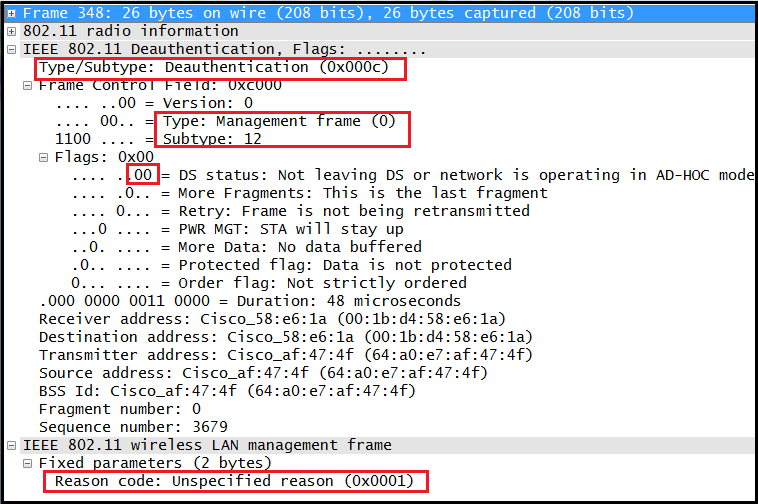 Frame 348: 26 bytes on wire (208 bits), 26 bytes captured (208 bits)
802.11 radio information
IEEE 802.11 Deauthentication, Flags: ........
Type/Subtype: Deauthentication (0x000c)
Frame Control Field: 0xc000
.... ..00 = Version: 0
.... 00.. = Type: Management frame (0)
1100 .... = Subtype: 12
Flags: 0x00
.... ..00 = DS status: Not leaving DS or network is operating in AD-HOC mode
.... .0.. = More Fragments: This is the last fragment
.... 0... = Retry: Frame is not being retransmitted
...0 .... = PWR MGT: STA will stay up
..0. .... = More Data: No data buffered
.0.. .... = Protected flag: Data is not protected
0... .... = Order flag: Not strictly ordered
.000 0000 0011 0000 = Duration: 48 microseconds
Receiver address: Cisco_58:e6:1a (00:1b:d4:58:e6:1a)
Destination address: Cisco_58:e6:1a (00:1b:d4:58:e6:1a)
Transmitter address: Cisco_af:47:4f (64:a0:e7:af:47:4f)
Source address: Cisco_af:47:4f (64:a0:e7:af:47:4f)
BSS Id: Cisco_af:47:4f (64:a0:e7:af:47:4f)
Fragment number: 0
Sequence number: 3679
IEEE 802.11 wireless LAN management frame
Fixed parameters (2 bytes)
Reason code: Unspecified reason (0x0001)